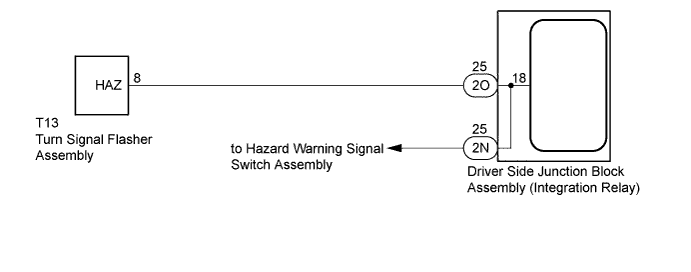 25
HAZ 8
2O 18
T13
Turn Signal Flasher
Assembly
25
to Hazard Warning Signal
Switch Assembly
2N
Driver Side Junction Block
Assembly (Integration Relay)